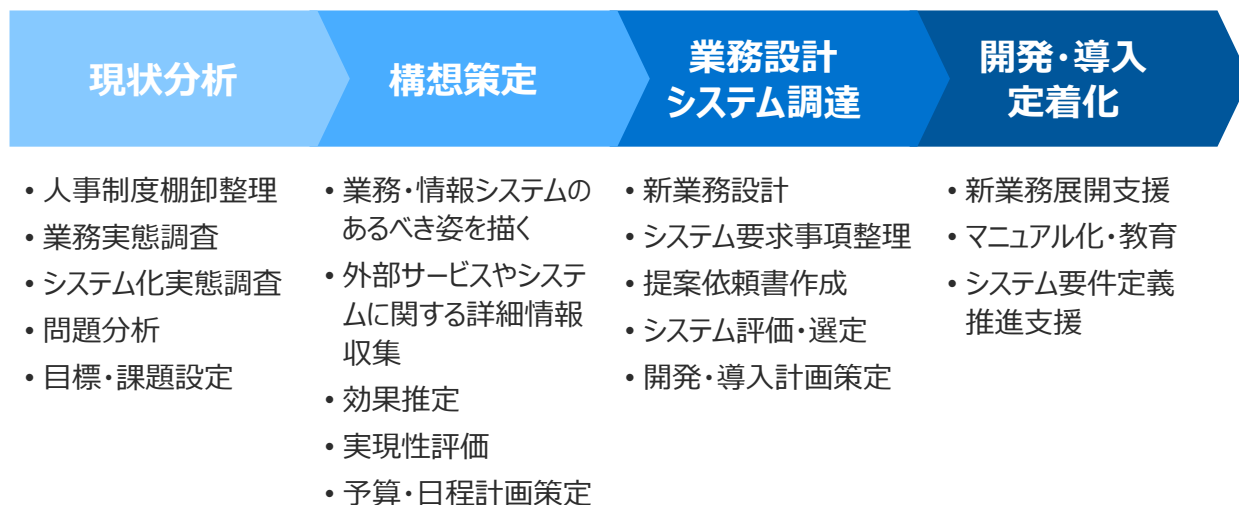 現状分析
構想策定
業務設計
システム調達
開発・導入
定着化
• 人事制度棚卸整理
• 業務実態調査
• システム化実態調査
• 問題分析
• 目標・課題設定
• 業務・情報システムの
あるべき姿を描く
• 外部サービスやシステ
ムに関する詳細情報
収集
• 効果推定
• 実現性評価
• 予算・日程計画策定
• 新業務設計
• システム要求事項整理
• 提案依頼書作成
• システム評価・選定
• 開発・導入計画策定
• 新業務展開支援
• マニュアル化・教育
• システム要件定義
推進支援